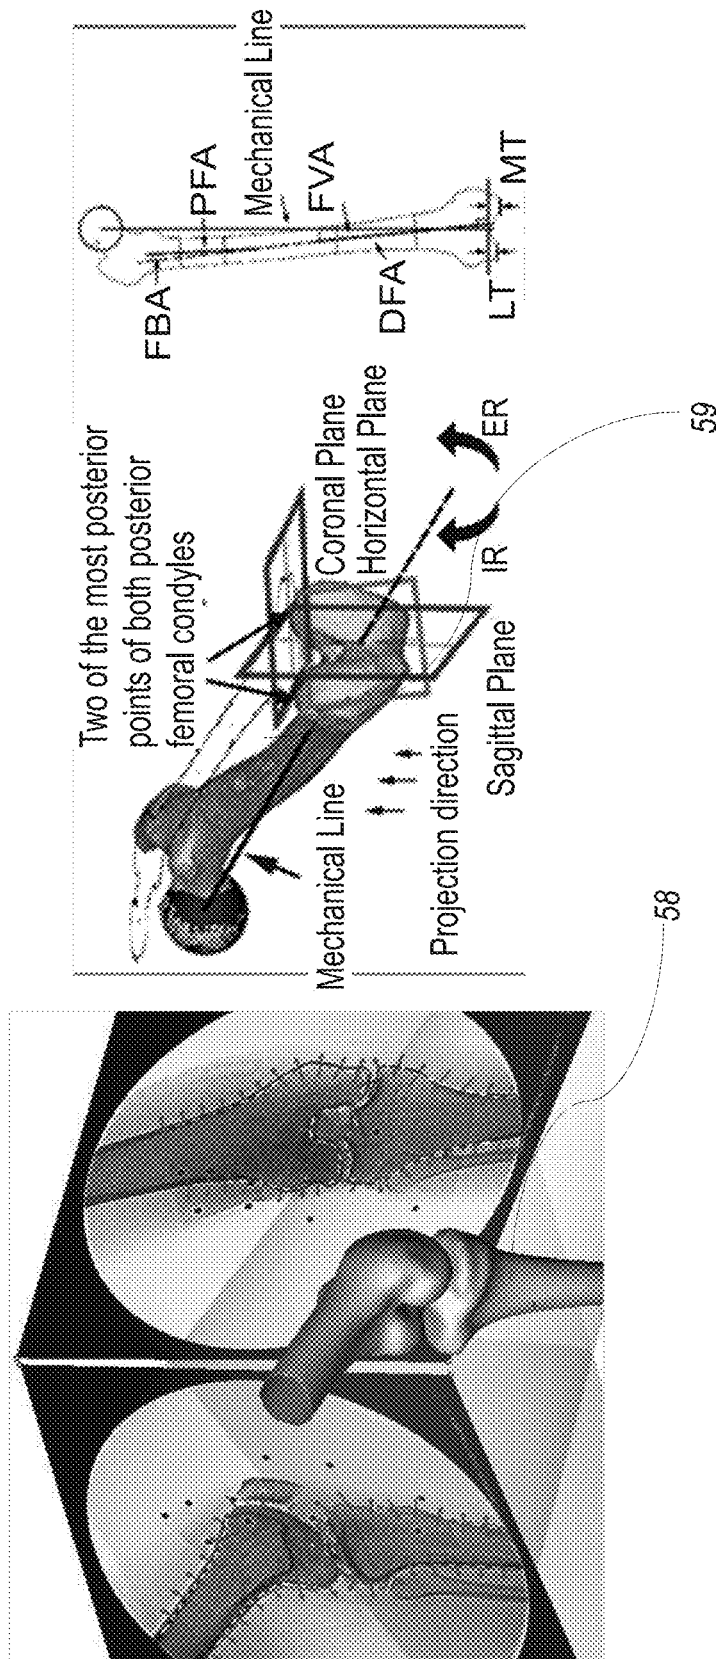 Two of the most posterior
points of both posterior
femoral condyles
Mechanical Line
Projection direction
Coronal Plane
Horizontal Plane
Sagittal Plane
IR
ER
FBA
PFA
Mechanical Line
FVA
DFA
LT
MT
58
59